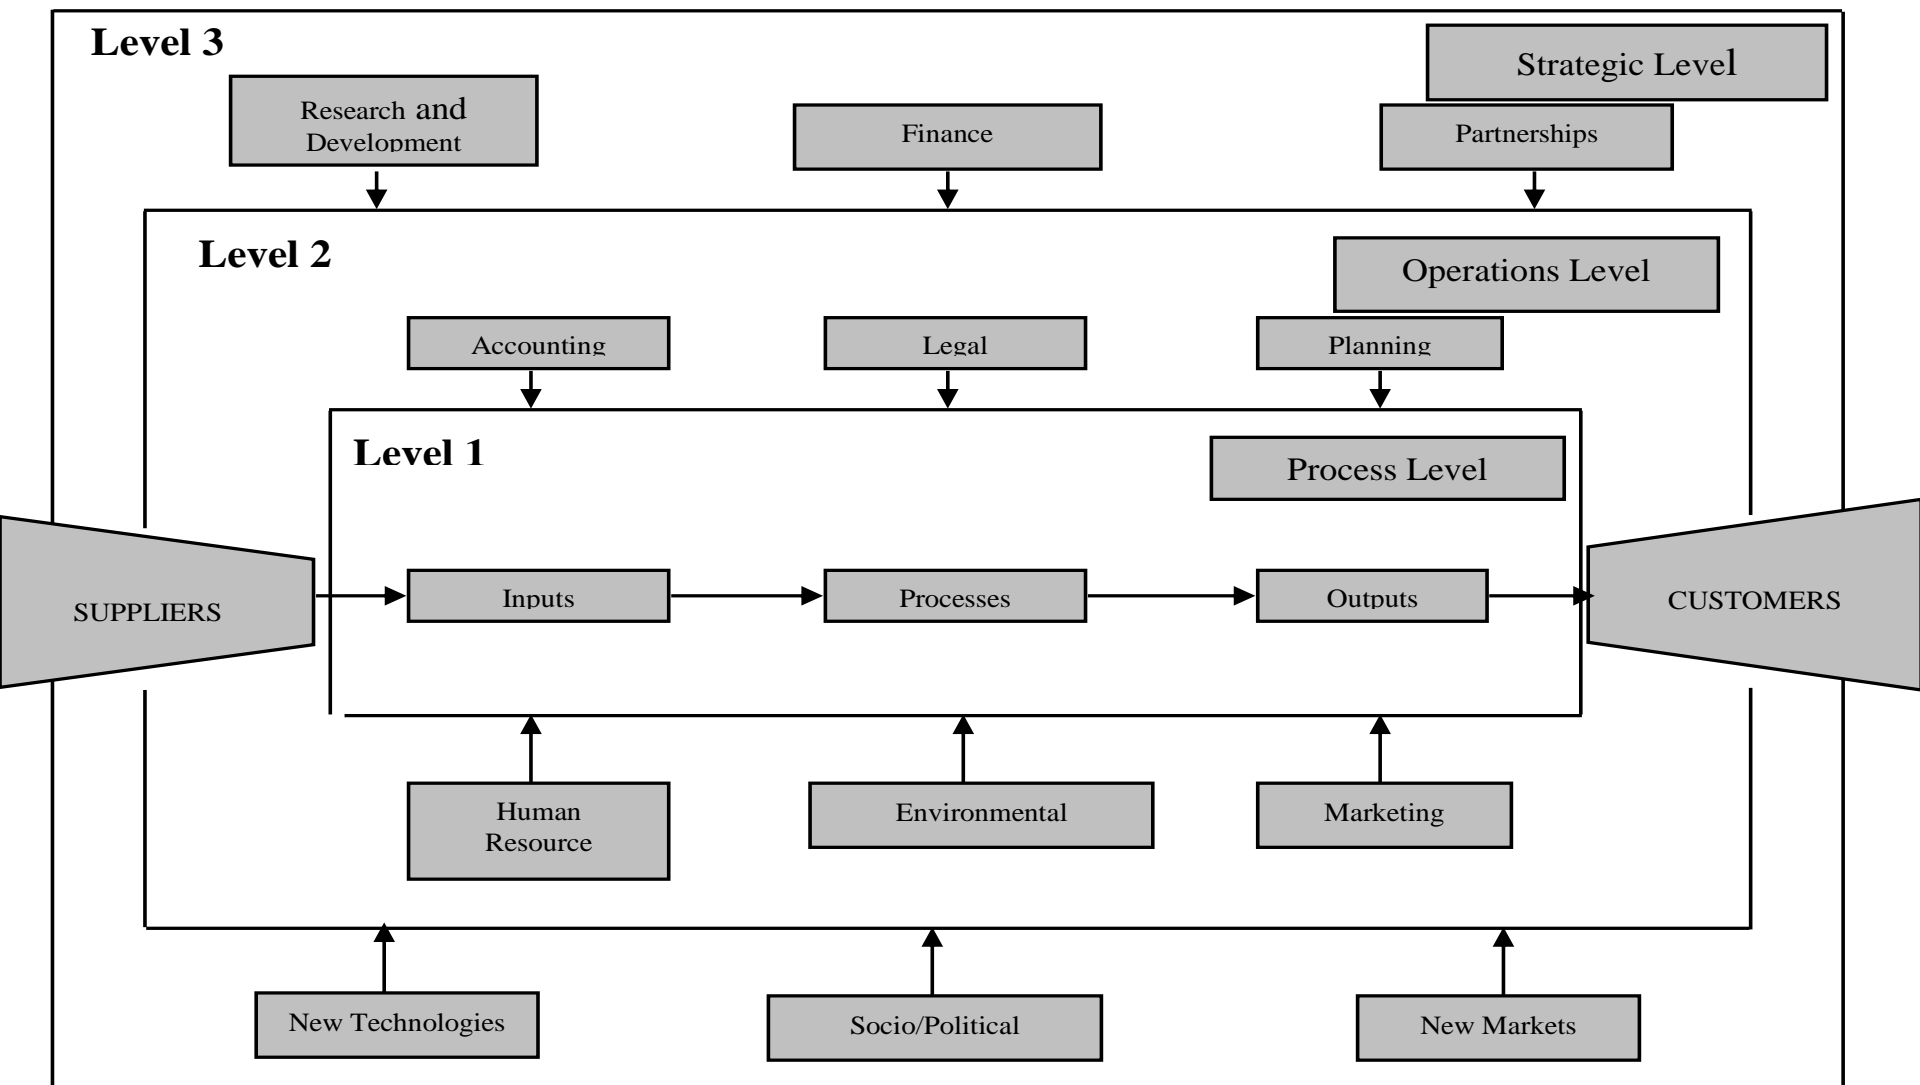 Level 3
Strategic Level
Research and
Development
Finance
Partnerships
Level 2
Operations Level
Accounting
Legal
Planning
Level 1
Process Level
SUPPLIERS
Inputs
Processes
Outputs
CUSTOMERS
Human
Resource
Environmental
Marketing
New Technologies
Socio/Political
New Markets